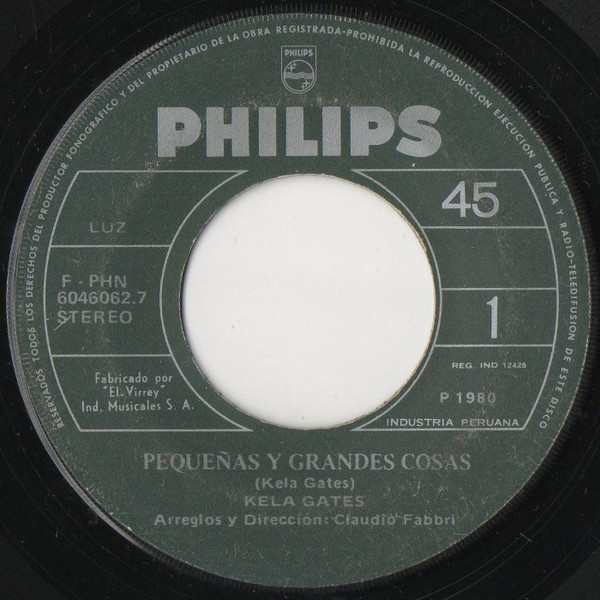 RESERVADOS TODOS LOS DERECHOS DEL PRODUCTOR FONOGRAFICO Y DEL PROPIETARIO DE LA OBRA REGISTRADA-PROHIBIDA LA REPRODUCCION EJECUCION PUBLICA Y RADIO-TELEDIFUSION DE ESTE DISCO
PHILIPS
PHILIPS
45
LUZ
F - PHN
6046062.7
STEREO
1
REG. IND 12428
Fabricado por
"El Virrey"
Ind. Musicales S. A.
P 1980
INDUSTRIA PERUANA
PEQUEÑAS Y GRANDES COSAS
(Kela Gates)
KELA GATES
Arreglos y Dirección: Claudio Fabbri